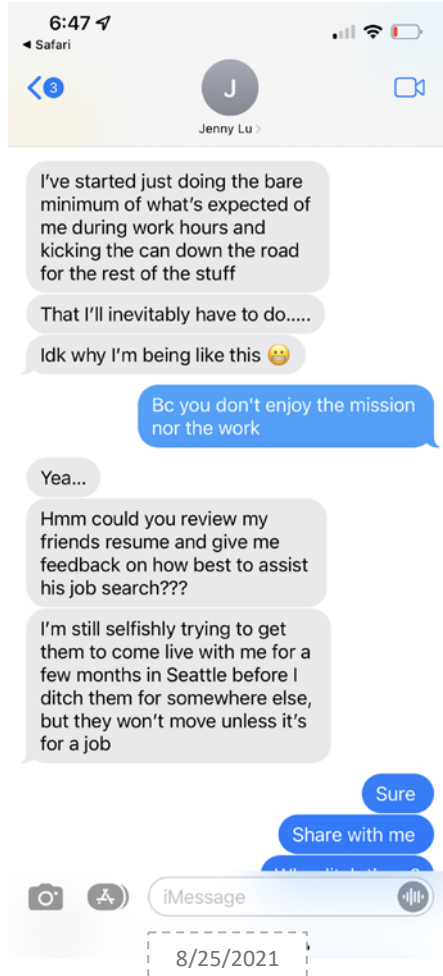 6:47
Safari
3
J
Jenny Lu
I've started just doing the bare
minimum of what's expected of
me during work hours and
kicking the can down the road
for the rest of the stuff
That I'll inevitably have to do.....
Idk why I'm being like this 😬
Bc you don't enjoy the mission
nor the work
Yea...
Hmm could you review my
friends resume and give me
feedback on how best to assist
his job search???
I'm still selfishly trying to get
them to come live with me for a
few months in Seattle before I
ditch them for somewhere else,
but they won't move unless it's
for a job
Sure
Share with me
iMessage
8/25/2021